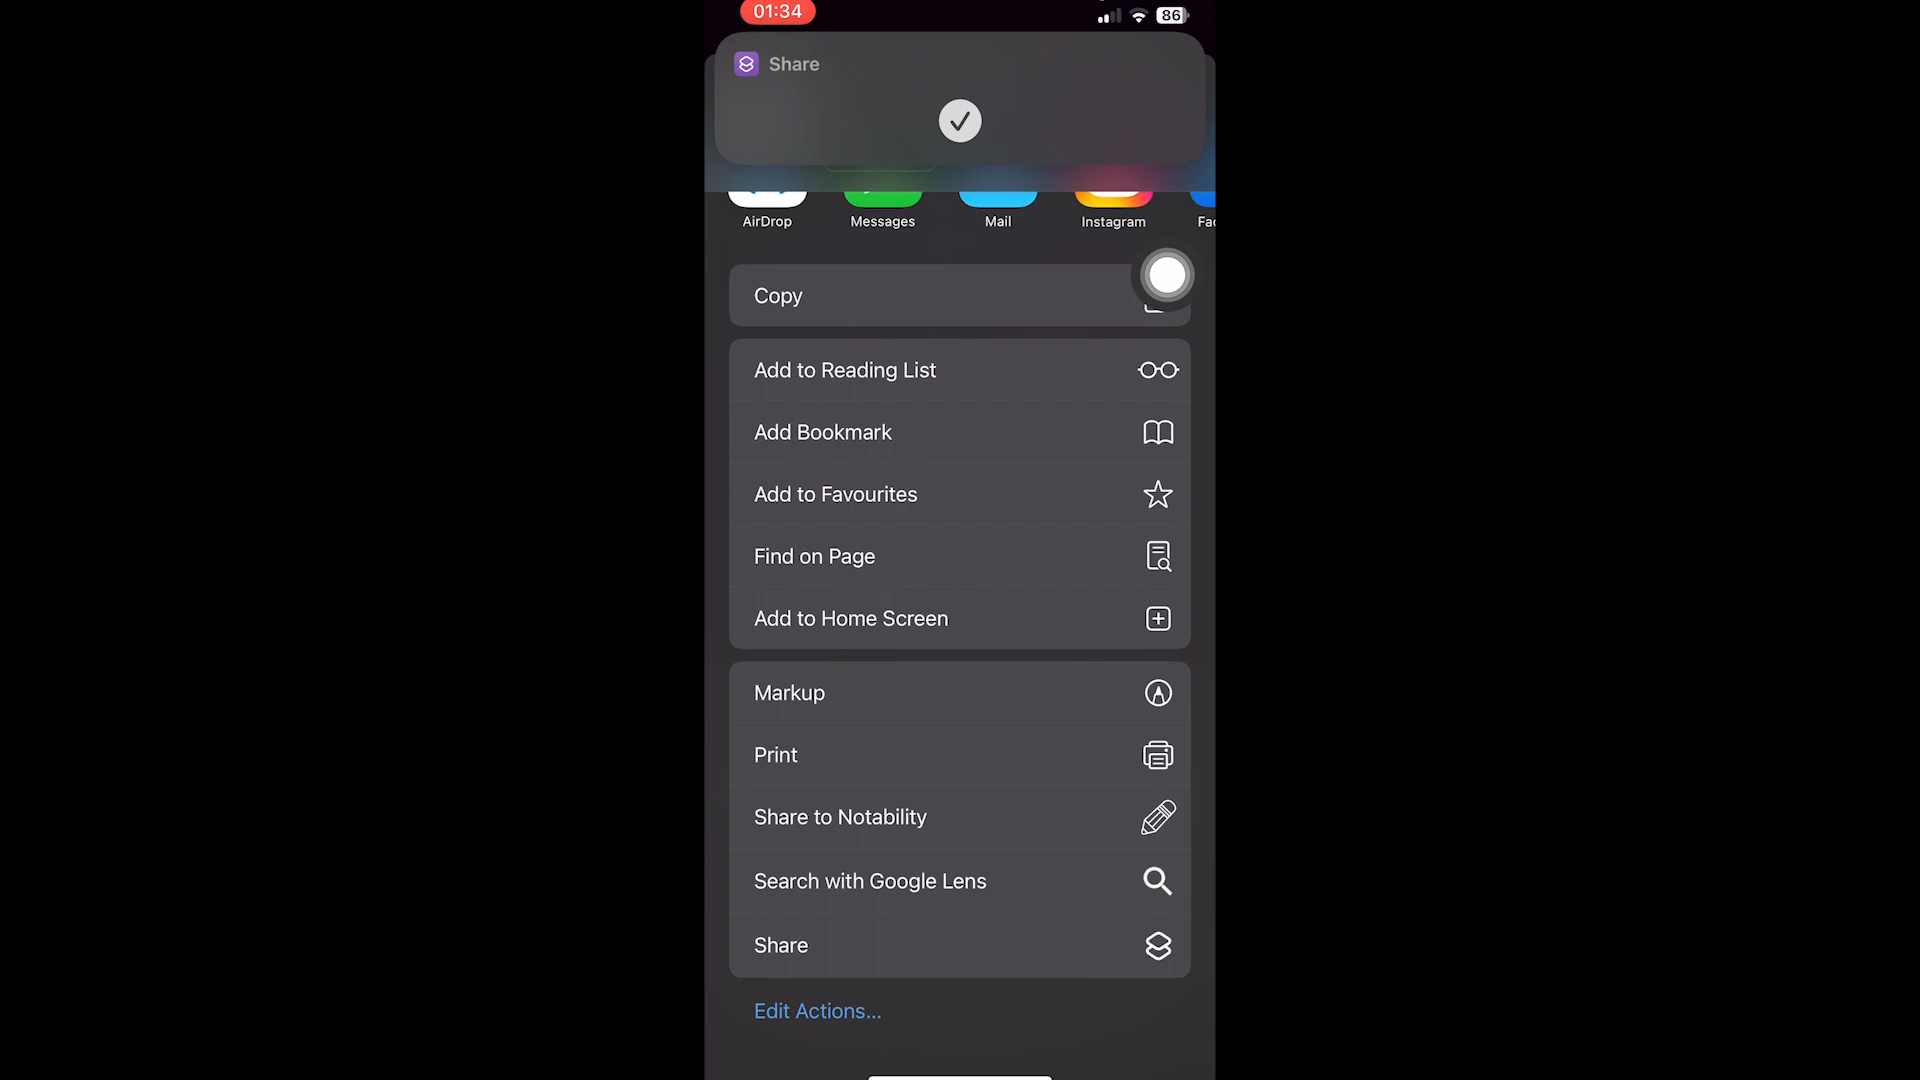 01:34
86
Share
AirDrop
Messages
Mail
Instagram
Fac
Copy
Add to Reading List
Add Bookmark
Add to Favourites
Find on Page
Add to Home Screen
Markup
Print
Share to Notability
Search with Google Lens
Share
Edit Actions...